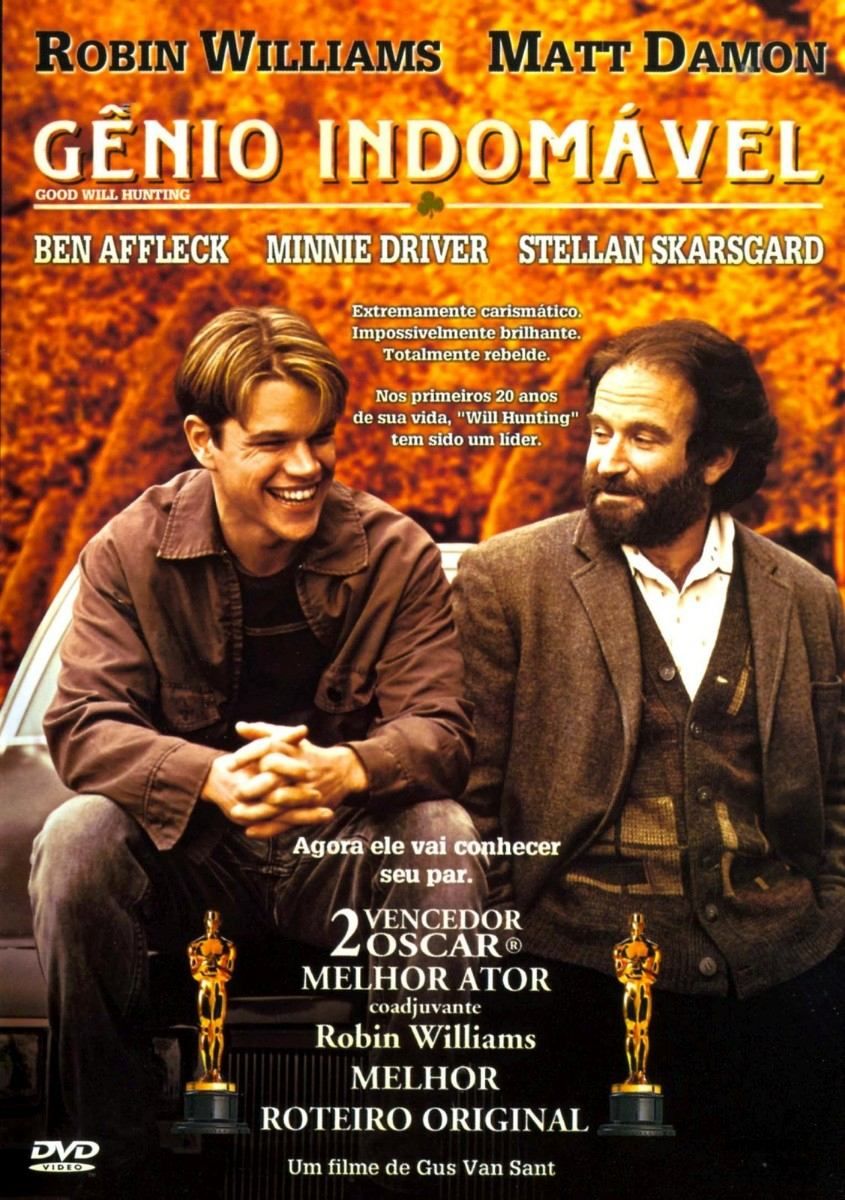 ROBIN WILLIAMS MATT DAMON
GÊNIO INDOMÁVEL
GOOD WILL HUNTING
BEN AFFLECK MINNIE DRIVER STELLAN SKARSGARD
Extremamente carismático.
Impossivelmente brilhante.
Totalmente rebelde.
Nos primeiros 20 anos
de sua vida, "Will Hunting"
tem sido um líder.
Agora ele vai conhecer
seu par.
2 VENCEDOR
OSCAR®
MELHOR ATOR
coadjuvante
Robin Williams
MELHOR
ROTEIRO ORIGINAL
DVD
VIDEO
Um filme de Gus Van Sant